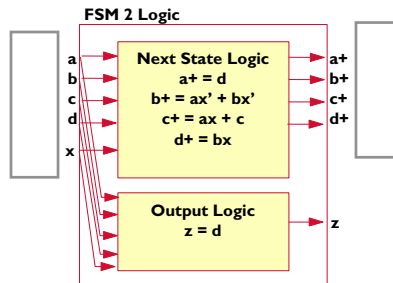 FSM 2 Logic
a
b
c
d
x
Next State Logic
a+ = d
b+ = ax’ + bx’
c+ = ax + c
d+ = bx
a+
b+
c+
d+
Output Logic
z = d
z